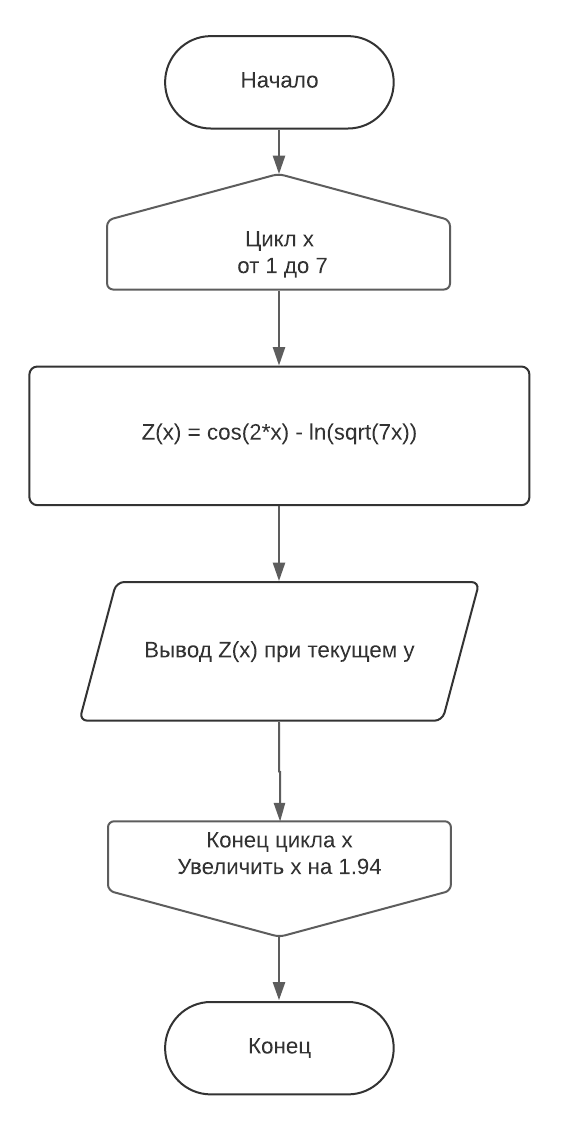 Начало
Цикл x
от 1 до 7
Z(x) = cos(2*x) - ln(sqrt(7x))
Вывод Z(x) при текущем y
Конец цикла x
Увеличить x на 1.94
Конец